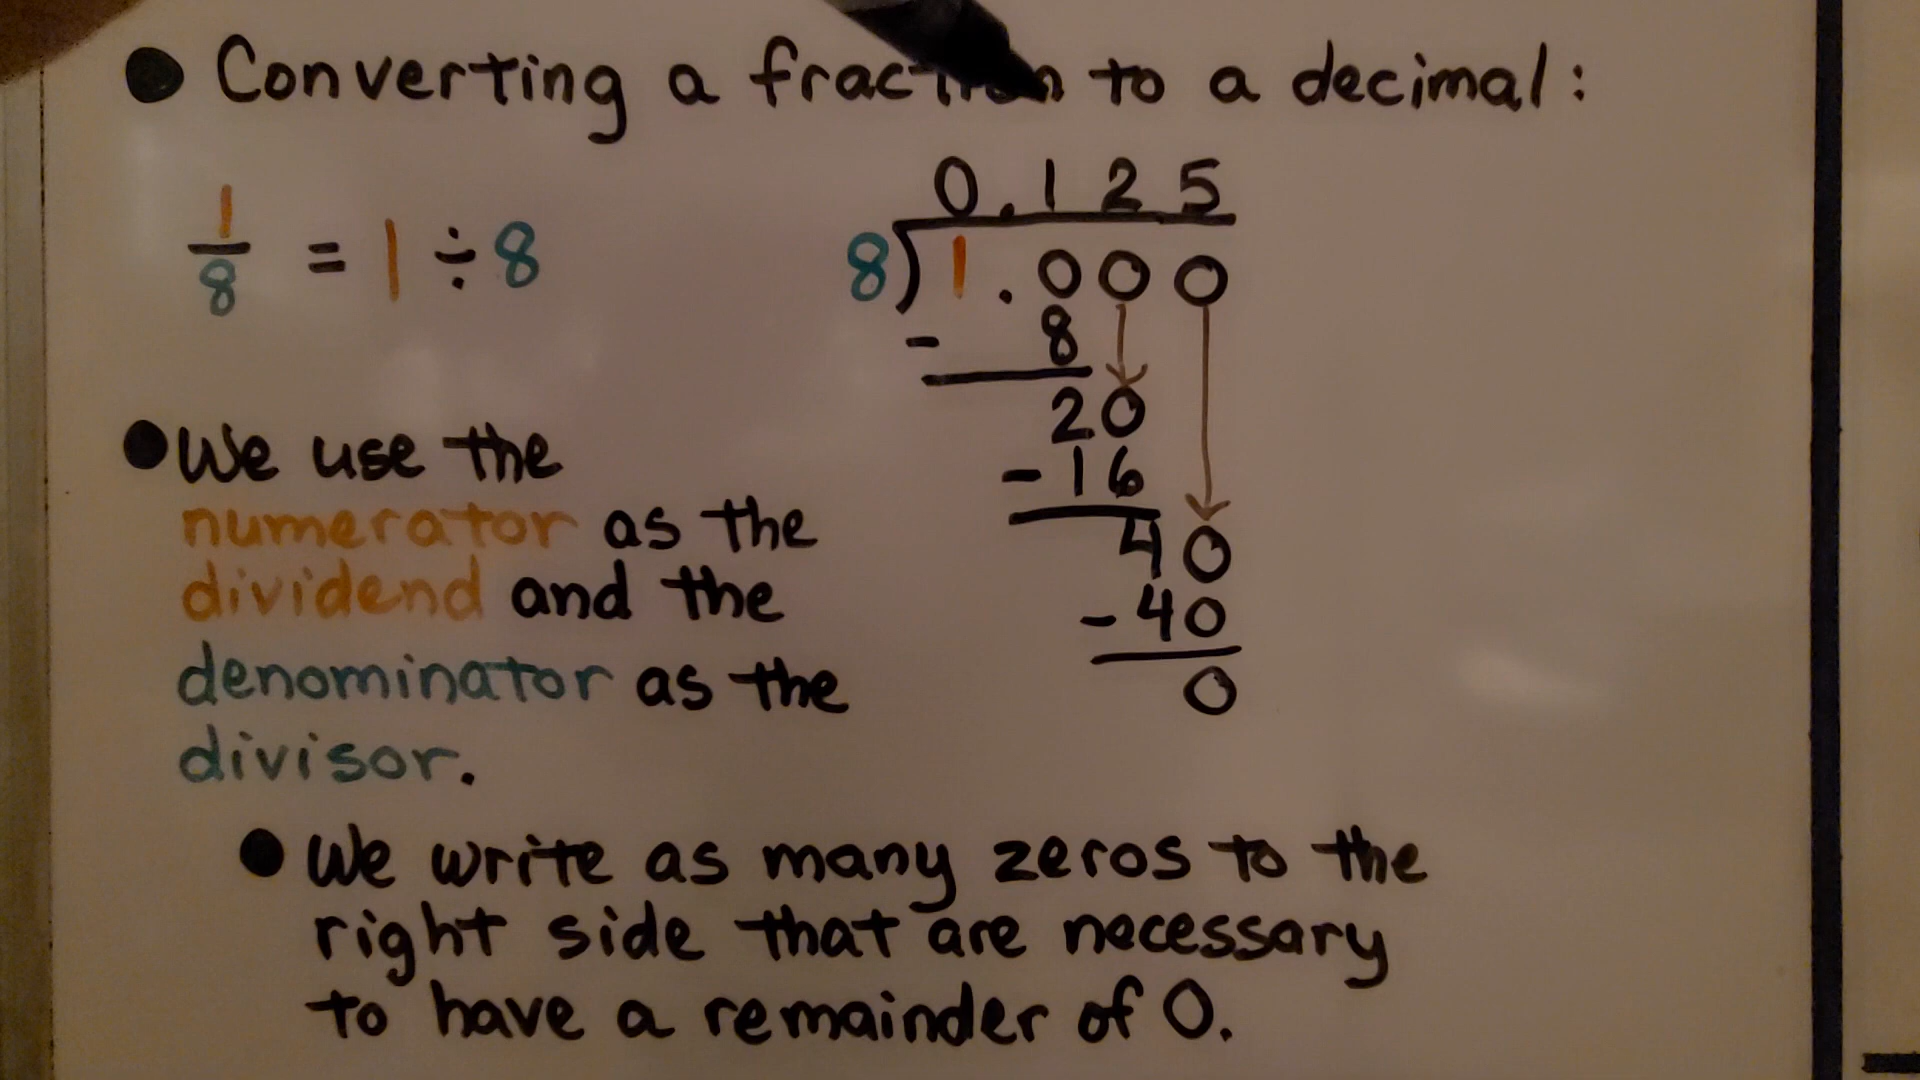 ● Converting a fraction to a decimal:
1/8 = 1 ÷ 8
0.125
8)1.000
- 8
20
-16
40
-40
0
● We use the
numerator as the
dividend and the
denominator as the
divisor.
● We write as many zeros to the
right side that are necessary
to have a remainder of 0.